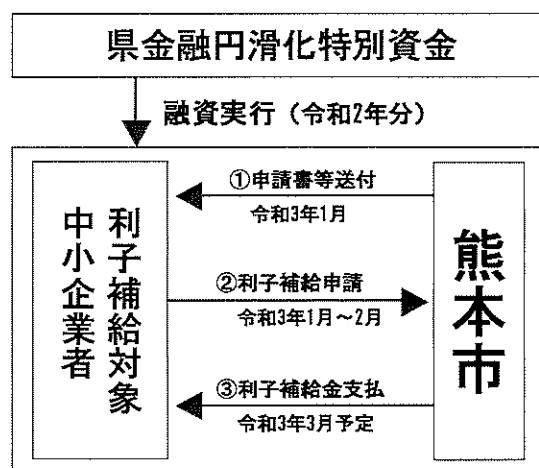 県金融円滑化特別資金
融資実行（令和2年分）
利子補給対象
中小企業者
①申請書等送付
令和3年1月
②利子補給申請
令和3年1月～2月
③利子補給金支払
令和3年3月予定
熊本市